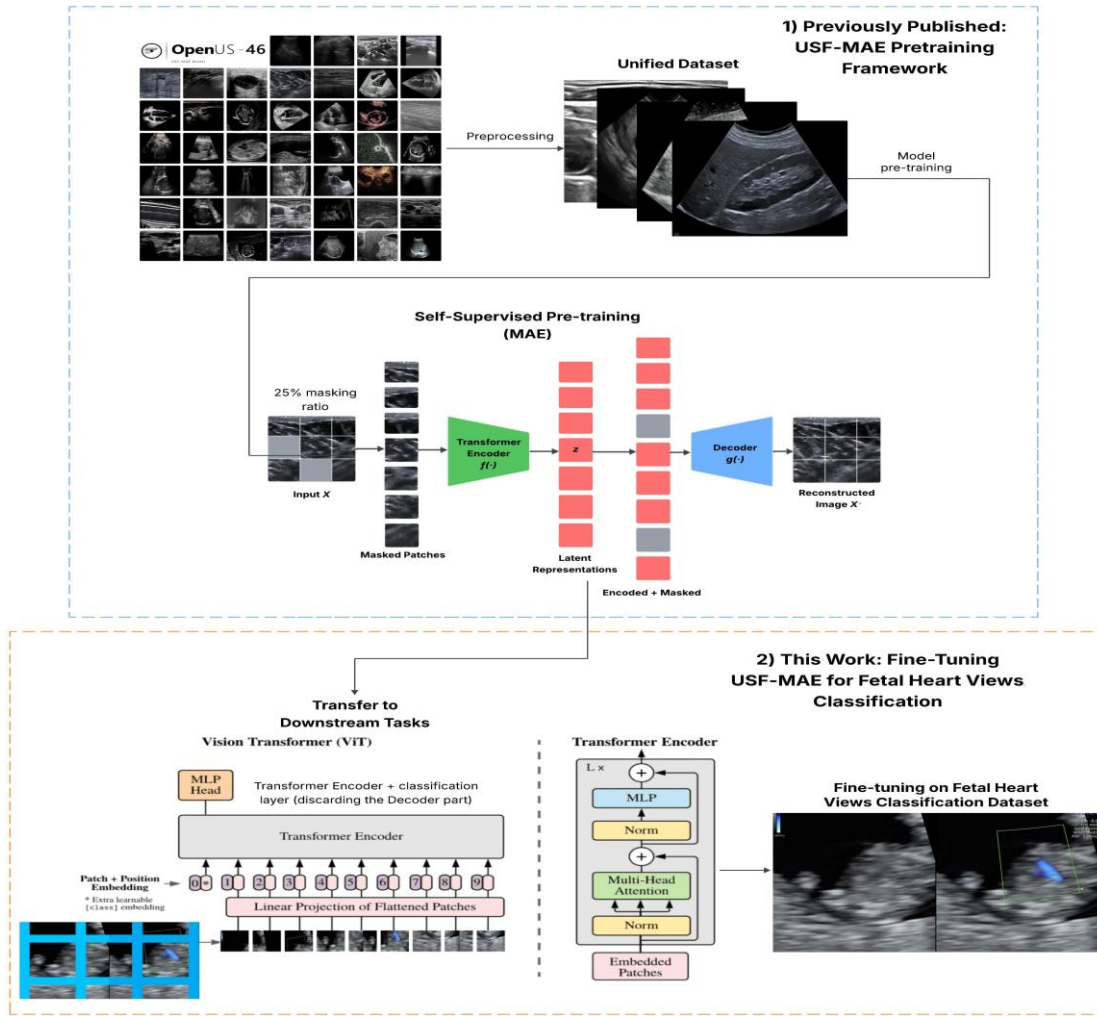 1) Previously Published:
USF-MAE Pretraining
Framework
OpenUS - 46
Unified Dataset
Preprocessing
Model
pre-training
Self-Supervised Pre-training
(MAE)
25% masking
ratio
Input X
Masked Patches
Transformer
Encoder
f(·)
z
Latent
Representations
Encoded + Masked
Decoder
g(·)
Reconstructed
Image X
2) This Work: Fine-Tuning
USF-MAE for Fetal Heart Views
Classification
Transfer to
Downstream Tasks
Vision Transformer (ViT)
MLP
Head
Transformer Encoder + classification
layer (discarding the Decoder part)
Transformer Encoder
Patch + Position
Embedding
0 * 1 2 3 4 5 6 7 8 9
* Extra learnable
[class] embedding
Linear Projection of Flattened Patches
Transformer Encoder
L ×
+
MLP
Norm
+
Multi-Head
Attention
Norm
Embedded
Patches
Fine-tuning on Fetal Heart
Views Classification Dataset